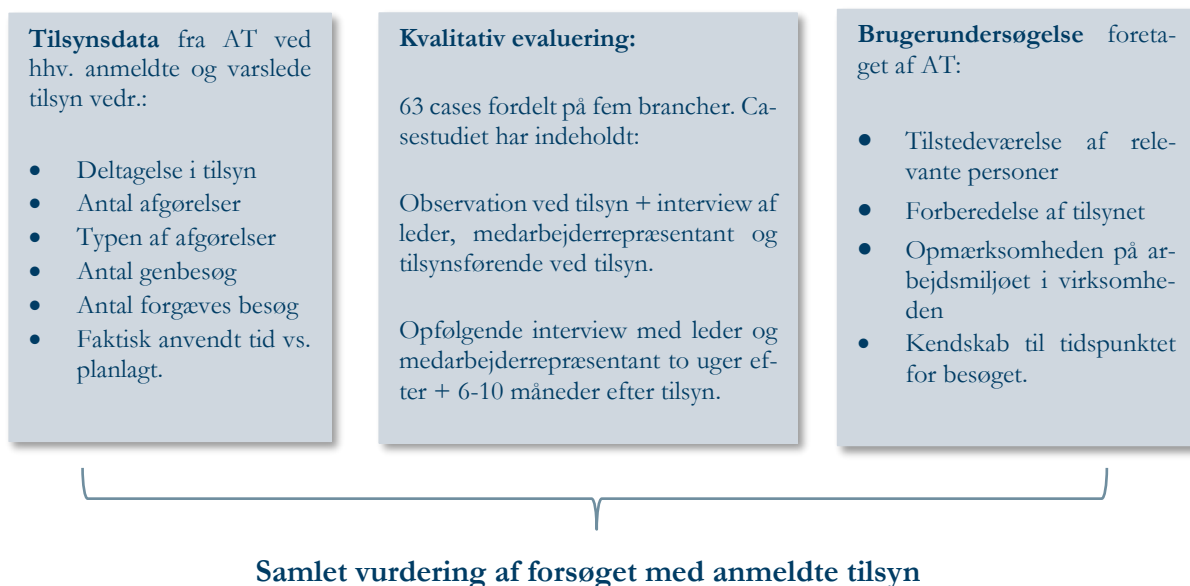 Tilsynsdata fra AT ved
hhv. anmeldte og varslede
tilsyn vedr.:
• Deltagelse i tilsyn
• Antal afgørelser
• Typen af afgørelser
• Antal genbesøg
• Antal forgæves besøg
• Faktisk anvendt tid vs.
planlagt.
Kvalitativ evaluering:
63 cases fordelt på fem brancher. Ca-
sestudiet har indeholdt:
Observation ved tilsyn + interview af
leder, medarbejderrepræsentant og
tilsynsførende ved tilsyn.
Opfølgende interview med leder og
medarbejderrepræsentant to uger ef-
ter + 6-10 måneder efter tilsyn.
Brugerundersøgelse foreta-
get af AT:
• Tilstedeværelse af rele-
vante personer
• Forberedelse af tilsynet
• Opmærksomheden på ar-
bejdsmiljøet i virksomhe-
den
• Kendskab til tidspunktet
for besøget.
Samlet vurdering af forsøget med anmeldte tilsyn